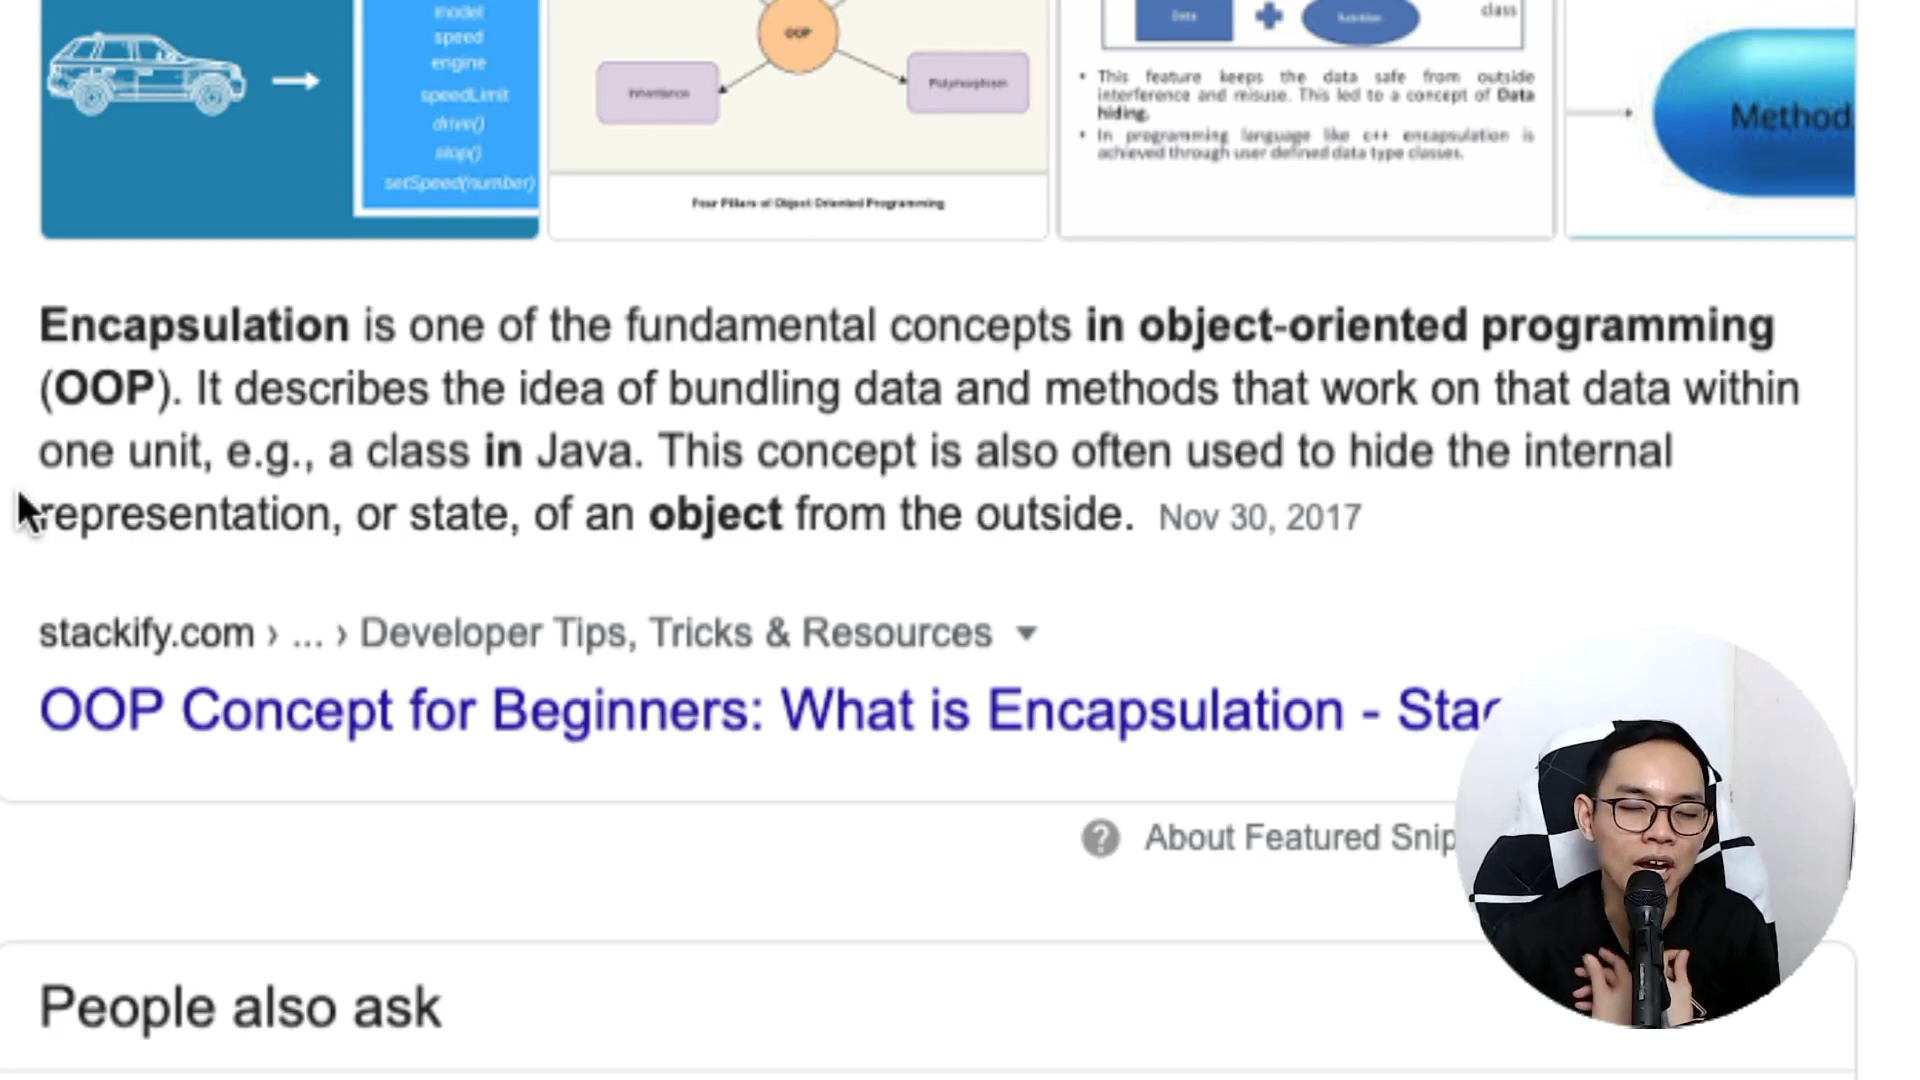 model
speed
engine
speedLimit
drive()
stop()
setSpeed(number)
OOP
Inheritance
Polymorphism
Four Pillars of Object Oriented Programming
Data
Function
class
• This feature keeps the data safe from outside
interference and misuse. This led to a concept of Data
hiding.
• In programming language like c++ encapsulation is
achieved through user defined data type classes.
Method
Encapsulation is one of the fundamental concepts in object-oriented programming
(OOP). It describes the idea of bundling data and methods that work on that data within
one unit, e.g., a class in Java. This concept is also often used to hide the internal
representation, or state, of an object from the outside. Nov 30, 2017
stackify.com › ... › Developer Tips, Tricks & Resources
OOP Concept for Beginners: What is Encapsulation - Stac
About Featured Snip
People also ask